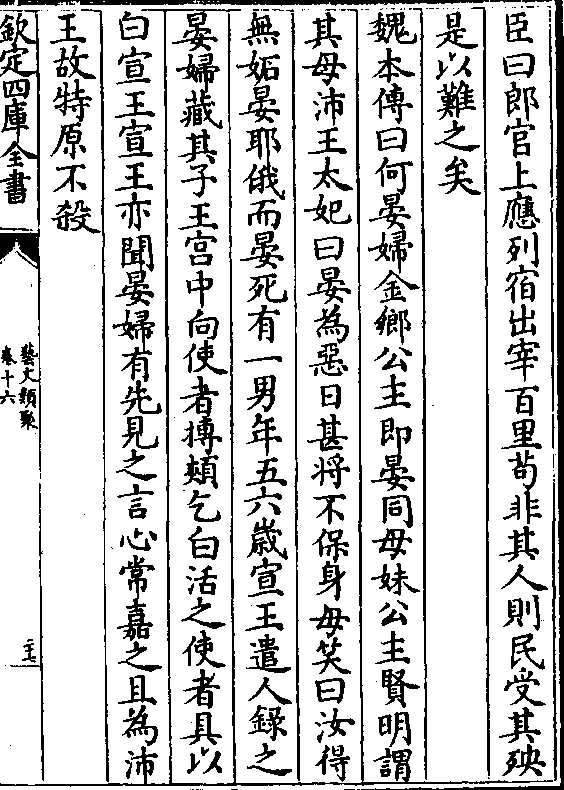 臣曰郎官上應列宿出宰百里茍非其人則民受其殃
是以難之矣
魏本傳曰何晏婦金鄉公主即晏同母妹公主賢明謂
其母沛王太妃曰晏為惡日甚將不保身母笑曰汝得
無妬晏耶俄而晏死有一男年五六歲宣王遣人錄之
晏婦藏其子王宮中向使者搏頰乞白活之使者具以
白宣王宣王亦聞晏婦有先見之言心常嘉之且為沛
王故特原不殺
欽定四庫全書
藝文類聚
卷十六
二十七